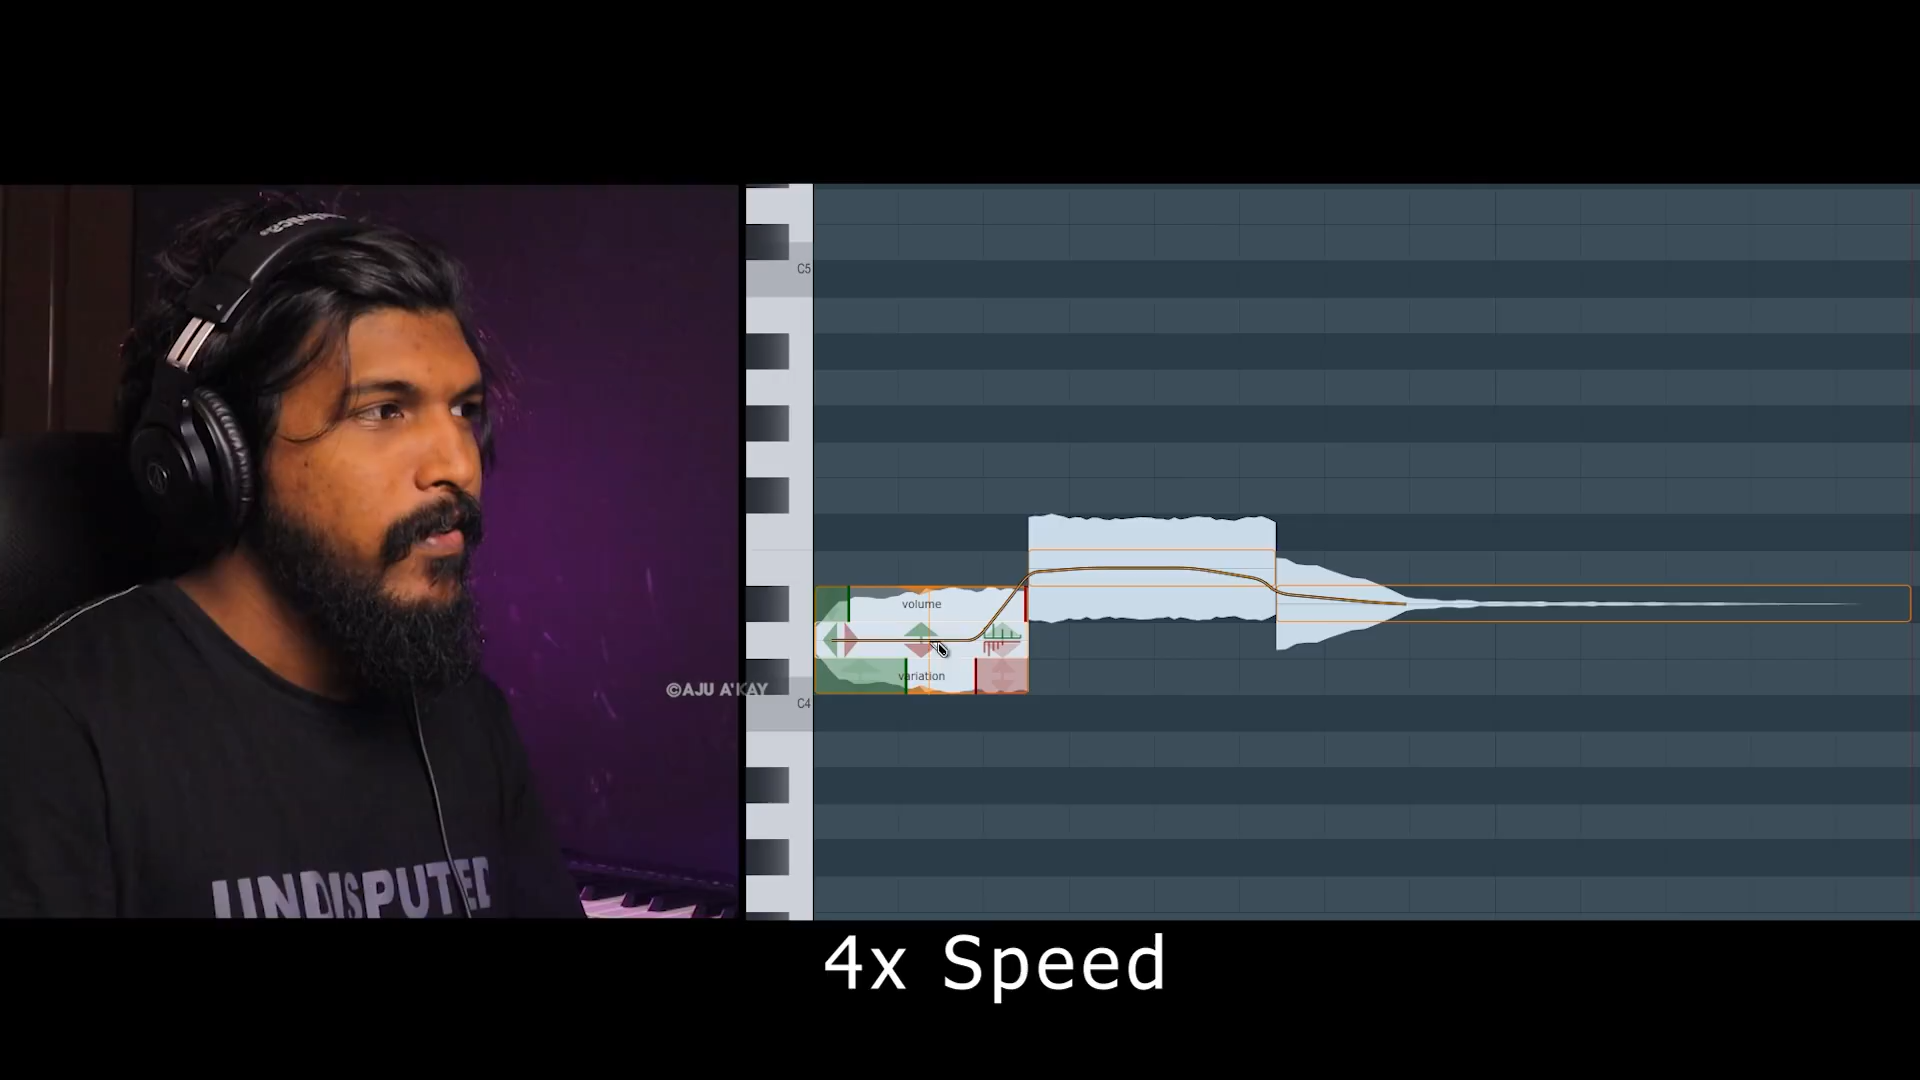 C5
volume
©AJU A'KAY
variation
C4
UNDISPUTED
4x Speed